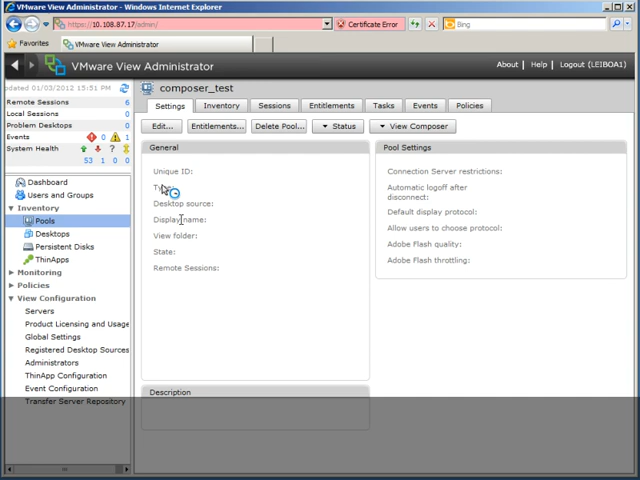 VMware View Administrator - Windows Internet Explorer
https://10.108.87.17/admin/
Certificate Error
Bing
Favorites
VMware View Administrator
VMware View Administrator
About
Help
Logout (LEIBOA1)
pdated 01/03/2012 15:51 PM
Remote Sessions 6
Local Sessions 0
Problem Desktops 0
Events 0 1
System Health
53 1 0 0
Dashboard
Users and Groups
Inventory
Pools
Desktops
Persistent Disks
ThinApps
Monitoring
Policies
View Configuration
Servers
Product Licensing and Usage
Global Settings
Registered Desktop Sources
Administrators
ThinApp Configuration
Event Configuration
Transfer Server Repository
composer_test
Settings Inventory Sessions Entitlements Tasks Events Policies
Edit... Entitlements... Delete Pool... Status View Composer
General
Unique ID:
Type:
Desktop source:
Display name:
View folder:
State:
Remote Sessions:
Description
Pool Settings
Connection Server restrictions:
Automatic logoff after
disconnect:
Default display protocol:
Allow users to choose protocol:
Adobe Flash quality:
Adobe Flash throttling: